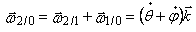 ϖ⃗₂/₀ = ϖ⃗₂/₁ + ϖ⃗₁/₀ = (θ̇ + φ̇)k⃗